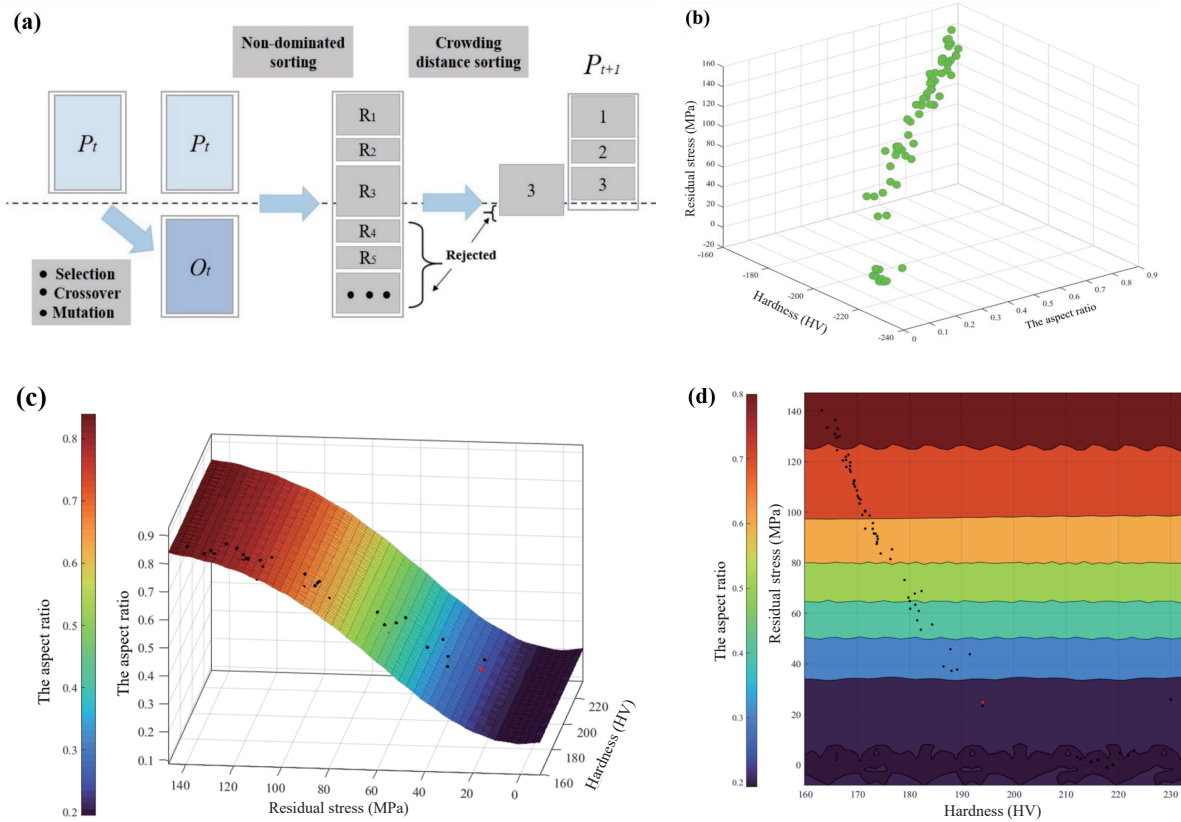 (a)
Non-dominated
sorting
Crowding
distance sorting
Pt+1
Pt
Pt
R1
R2
R3
R4
R5
1
2
3
3
Rejected
Ot
Selection
Crossover
Mutation
(b)
Residual stress (MPa)
160
140
120
100
80
60
40
20
0
-20
-160
-180
-200
-220
-240
Hardness (HV)
0
0.1
0.2
0.3
0.4
0.5
0.6
0.7
0.8
0.9
The aspect ratio
(c)
The aspect ratio
0.8
0.7
0.6
0.5
0.4
0.3
0.2
The aspect ratio
0.9
0.8
0.7
0.6
0.5
0.4
0.3
0.2
0.1
140
120
100
80
60
40
20
0
Residual stress (MPa)
220
200
180
160
Hardness (HV)
(d)
The aspect ratio
0.8
0.7
0.6
0.5
0.4
0.3
0.2
Residual stress (MPa)
140
120
100
80
60
40
20
0
160
170
180
190
200
210
220
230
Hardness (HV)